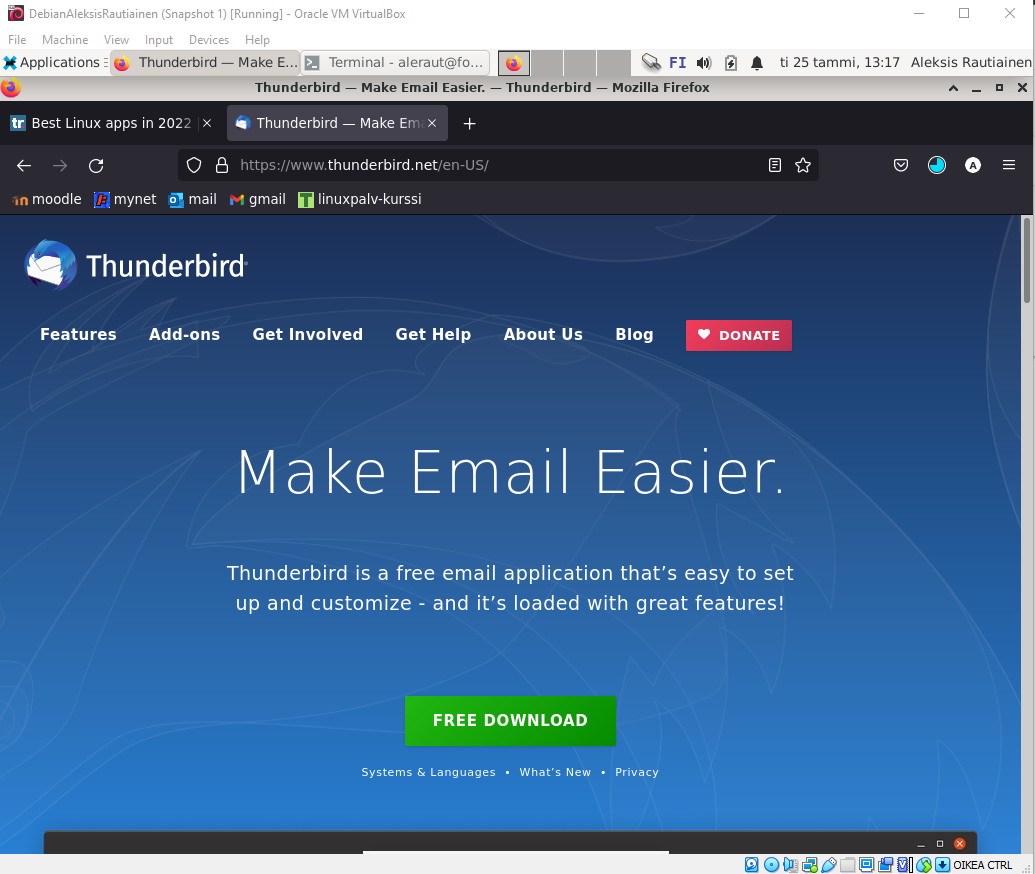 DebianAleksisRautiainen (Snapshot 1) [Running] - Oracle VM VirtualBox
File Machine View Input Devices Help
Applications Thunderbird — Make E... Terminal - aleraut@fo... FI ti 25 tammi, 13:17 Aleksis Rautiainen
Thunderbird — Make Email Easier. — Thunderbird — Mozilla Firefox
tr Best Linux apps in 2022 Thunderbird — Make Ema
https://www.thunderbird.net/en-US/ A
moodle mynet mail gmail T linuxpalv-kurssi
Thunderbird
Features Add-ons Get Involved Get Help About Us Blog DONATE
Make Email Easier.
Thunderbird is a free email application that’s easy to set
up and customize - and it’s loaded with great features!
FREE DOWNLOAD
Systems & Languages • What’s New • Privacy
OIKEA CTRL